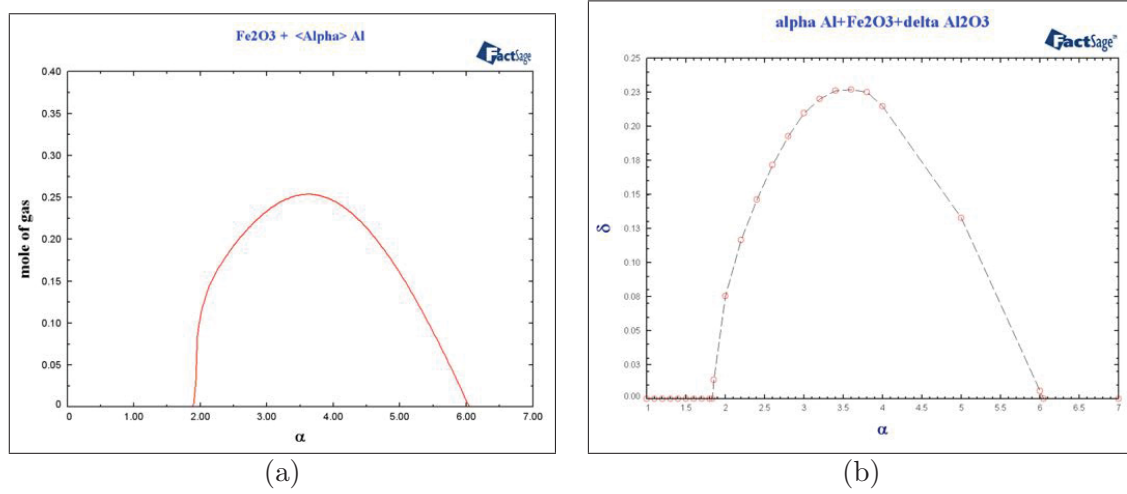 Fe2O3 + <Alpha> Al
FactSage
0.40
0.35
0.30
0.25
0.20
0.15
0.10
0.05
0
mole of gas
0 1.00 2.00 3.00 4.00 5.00 6.00 7.00
α
(a)
alpha Al+Fe2O3+delta Al2O3
FactSage™
0.25
0.23
0.20
0.18
0.15
0.13
0.10
0.08
0.05
0.03
0.00
δ
1 1.5 2 2.5 3 3.5 4 4.5 5 5.5 6 6.5 7
α
(b)